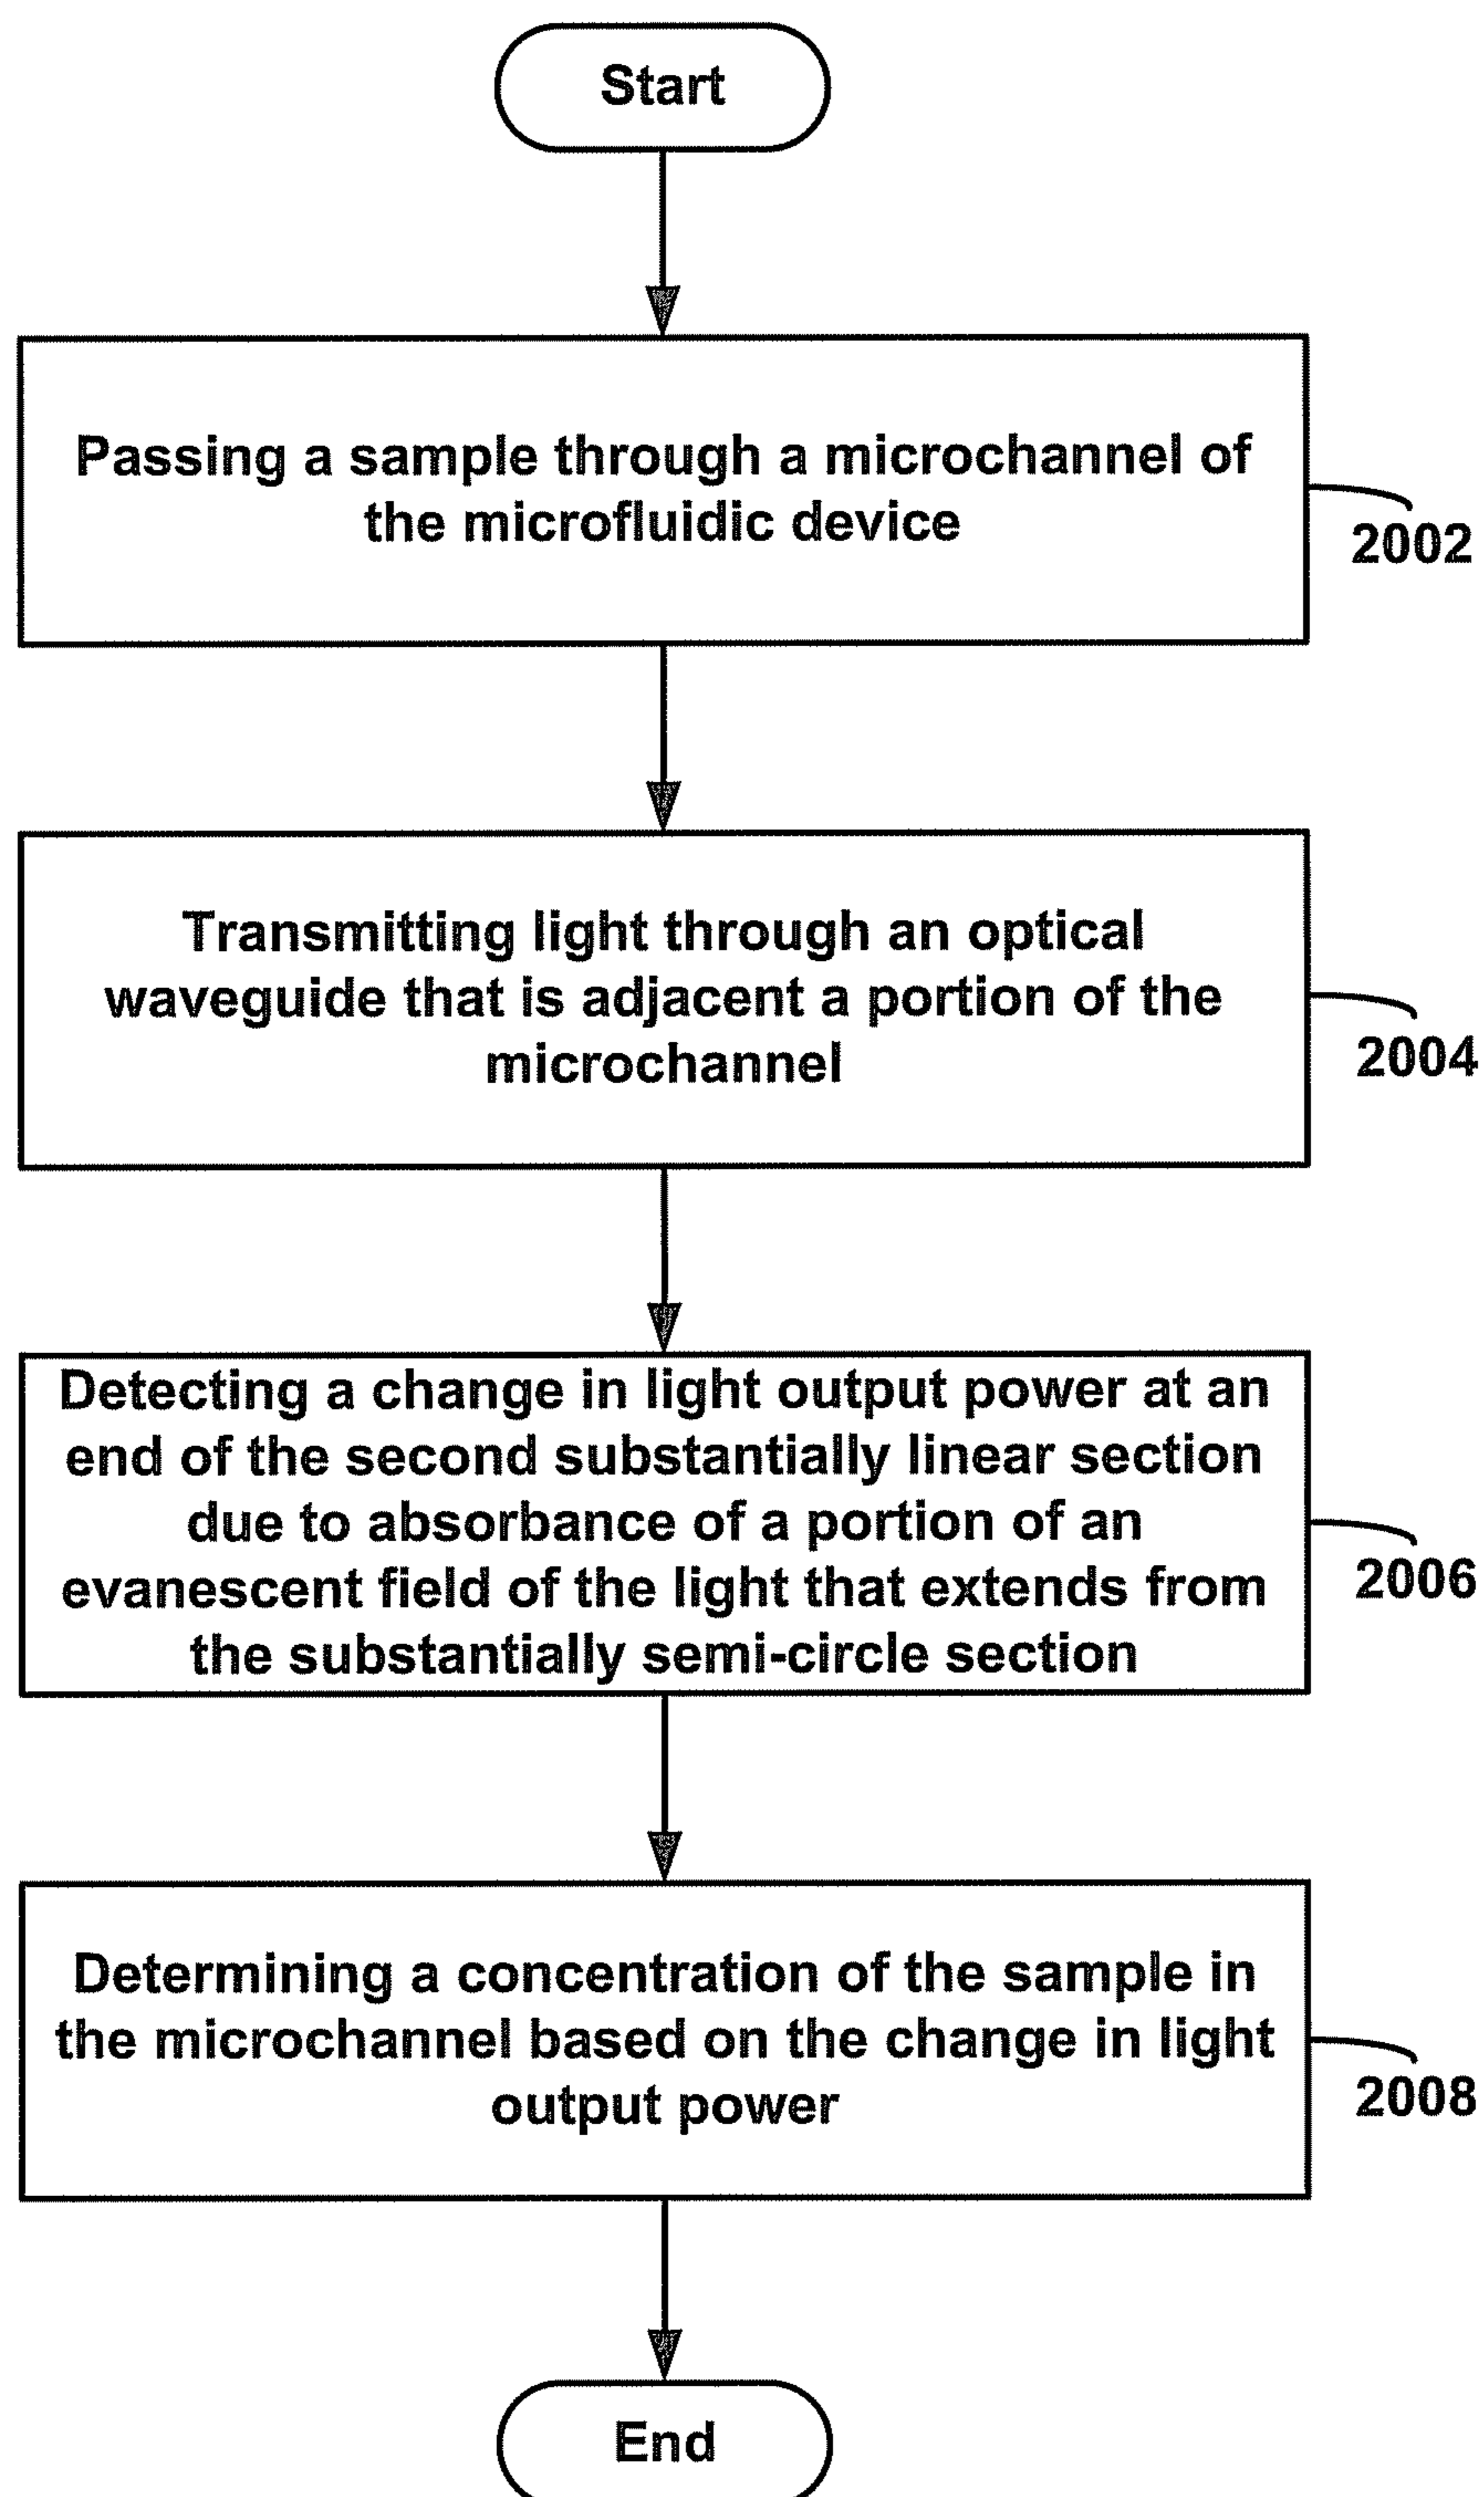 Start
Passing a sample through a microchannel of
the microfluidic device
2002
Transmitting light through an optical
waveguide that is adjacent a portion of the
microchannel
2004
Detecting a change in light output power at an
end of the second substantially linear section
due to absorbance of a portion of an
evanescent field of the light that extends from
the substantially semi-circle section
2006
Determining a concentration of the sample in
the microchannel based on the change in light
output power
2008
End